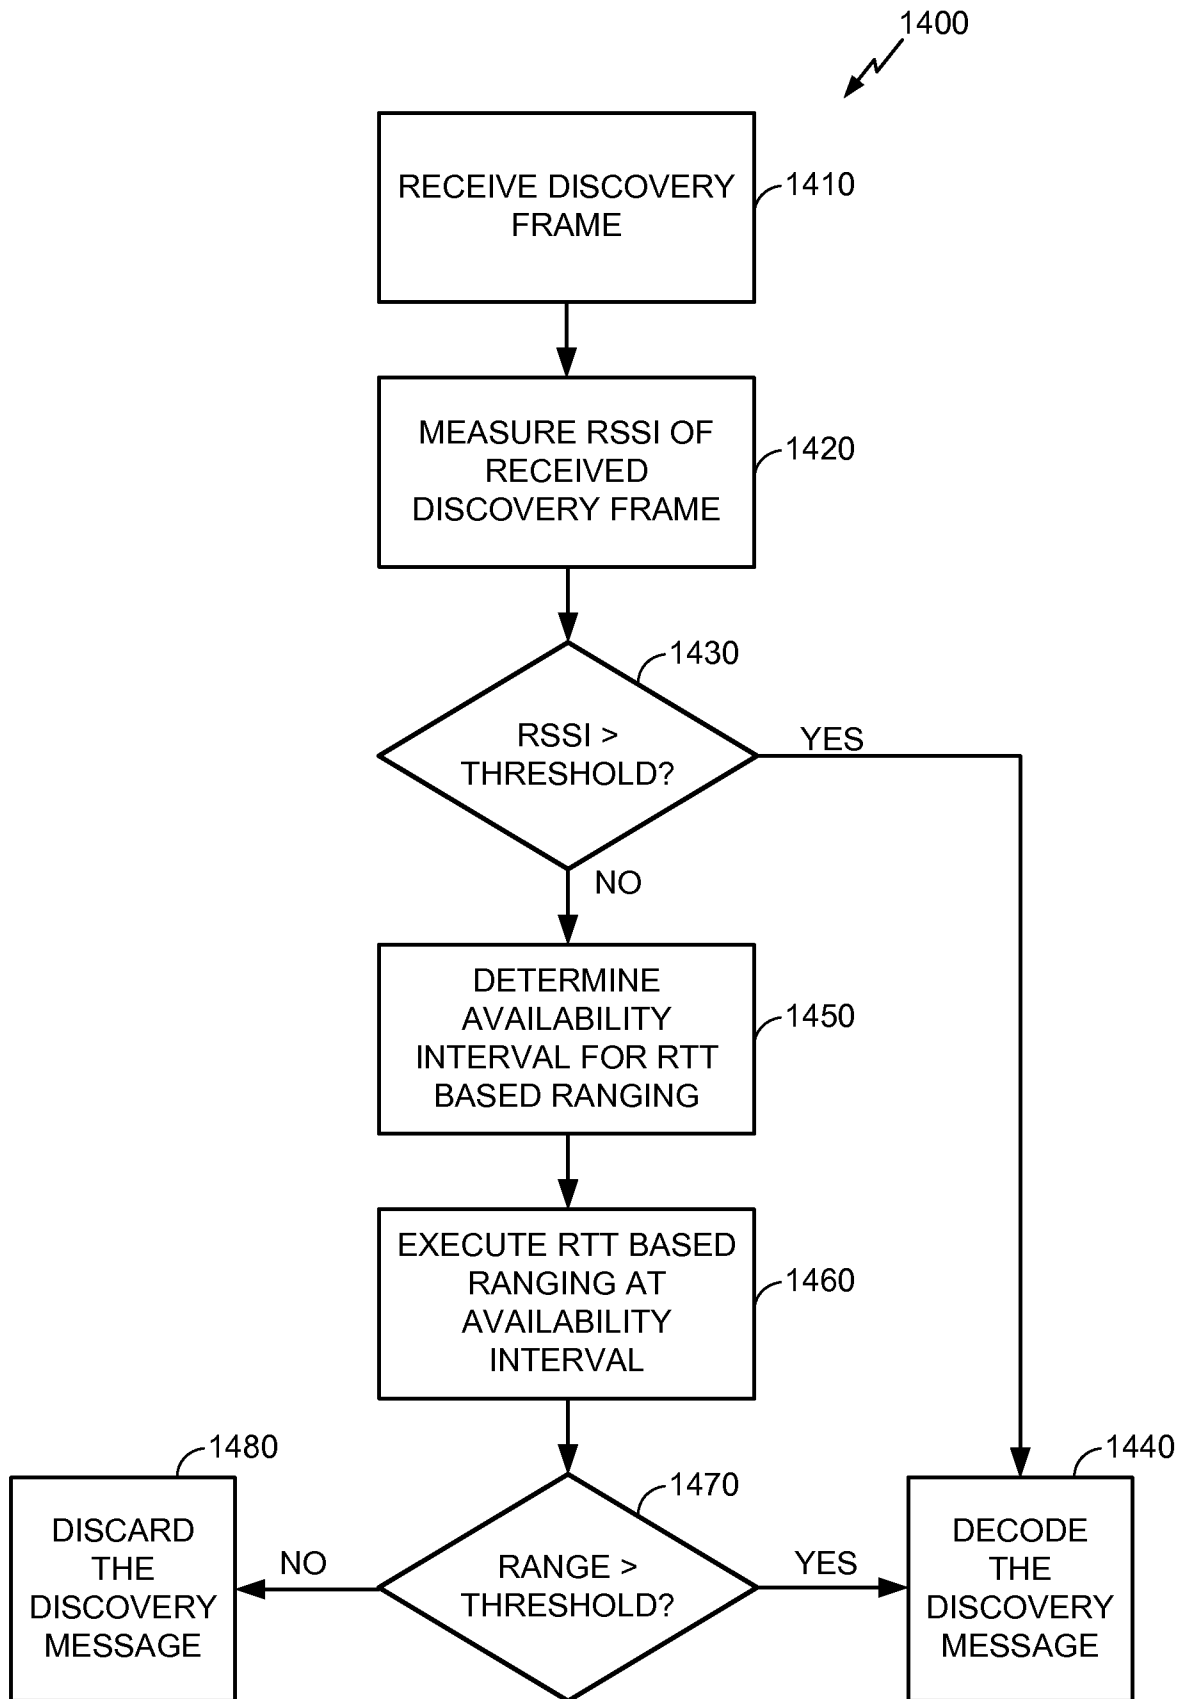 1400
RECEIVE DISCOVERY
FRAME
1410
MEASURE RSSI OF
RECEIVED
DISCOVERY FRAME
1420
1430
RSSI >
THRESHOLD?
YES
NO
DETERMINE
AVAILABILITY
INTERVAL FOR RTT
BASED RANGING
1450
EXECUTE RTT BASED
RANGING AT
AVAILABILITY
INTERVAL
1460
1480
DISCARD
THE
DISCOVERY
MESSAGE
NO
1470
RANGE >
THRESHOLD?
YES
1440
DECODE
THE
DISCOVERY
MESSAGE